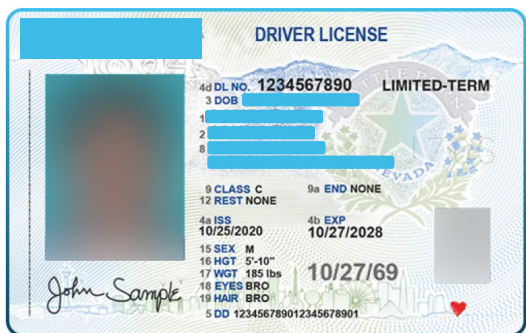 DRIVER LICENSE
4d DL NO. 1234567890 LIMITED-TERM
3 DOB
1
2
8
NEVADA
9 CLASS C 9a END NONE
12 REST NONE
4a ISS 4b EXP
10/25/2020 10/27/2028
15 SEX M
16 HGT 5'-10"
17 WGT 185 lbs 10/27/69
18 EYES BRO
19 HAIR BRO
John Sample
5 DD 123456789012345678901